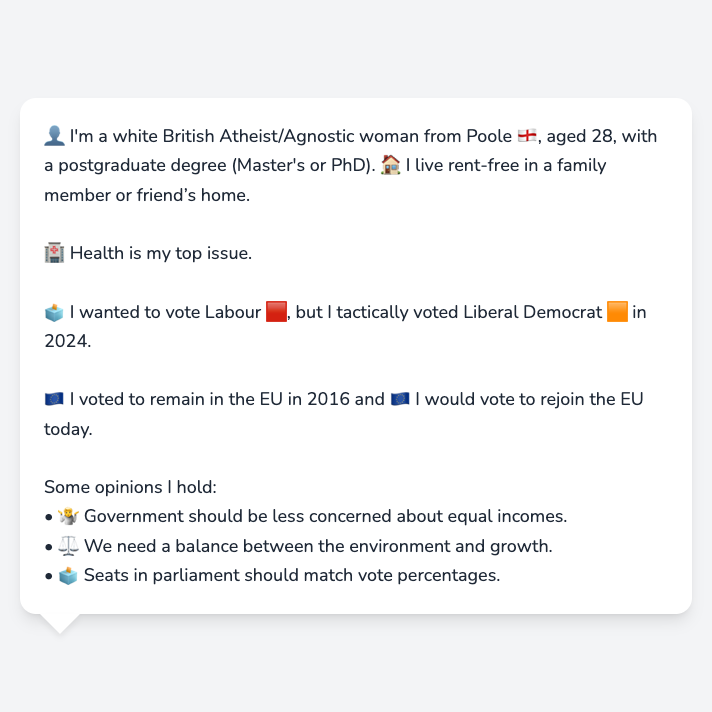 👤 I'm a white British Atheist/Agnostic woman from Poole 🏴󠁧󠁢󠁥󠁮󠁧󠁿, aged 28, with
a postgraduate degree (Master's or PhD). 🏠 I live rent-free in a family
member or friend’s home.
🏥 Health is my top issue.
🗳️ I wanted to vote Labour 🟥, but I tactically voted Liberal Democrat 🟧 in
2024.
🇪🇺 I voted to remain in the EU in 2016 and 🇪🇺 I would vote to rejoin the EU
today.
Some opinions I hold:
• 🤷 Government should be less concerned about equal incomes.
• ⚖️ We need a balance between the environment and growth.
• 🗳️ Seats in parliament should match vote percentages.